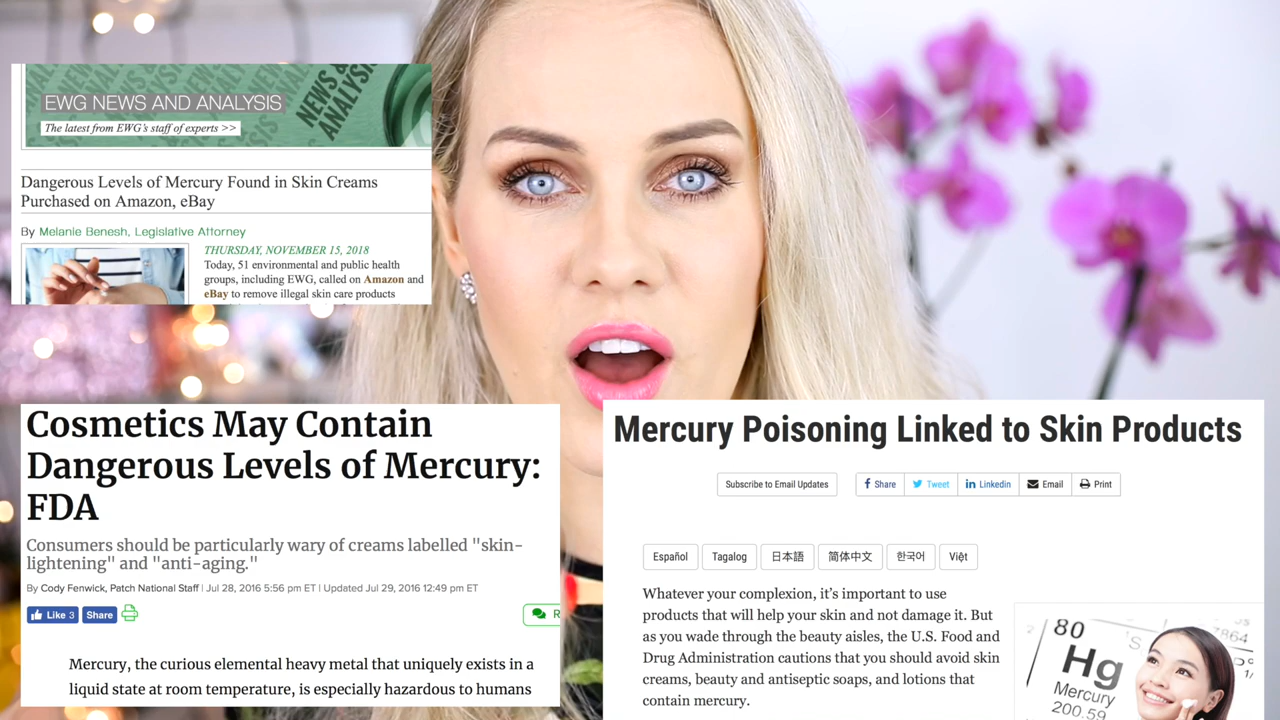 EWG NEWS AND ANALYSIS
The latest from EWG's staff of experts >>
NEWS &
ANALYSIS
Dangerous Levels of Mercury Found in Skin Creams
Purchased on Amazon, eBay
By Melanie Benesh, Legislative Attorney
THURSDAY, NOVEMBER 15, 2018
Today, 51 environmental and public health
groups, including EWG, called on Amazon and
eBay to remove illegal skin care products
Cosmetics May Contain
Dangerous Levels of Mercury:
FDA
Consumers should be particularly wary of creams labelled "skin-
lightening" and "anti-aging."
By Cody Fenwick, Patch National Staff | Jul 28, 2016 5:56 pm ET | Updated Jul 29, 2016 12:49 pm ET
Like 3 Share
R
Mercury, the curious elemental heavy metal that uniquely exists in a
liquid state at room temperature, is especially hazardous to humans
Mercury Poisoning Linked to Skin Products
Subscribe to Email Updates Share Tweet Linkedin Email Print
Español Tagalog 日本語 简体中文 한국어 Việt
Whatever your complexion, it's important to use
products that will help your skin and not damage it. But
as you wade through the beauty aisles, the U.S. Food and
Drug Administration cautions that you should avoid skin
creams, beauty and antiseptic soaps, and lotions that
contain mercury.
80
Hg
Mercury
200.59
S
7864